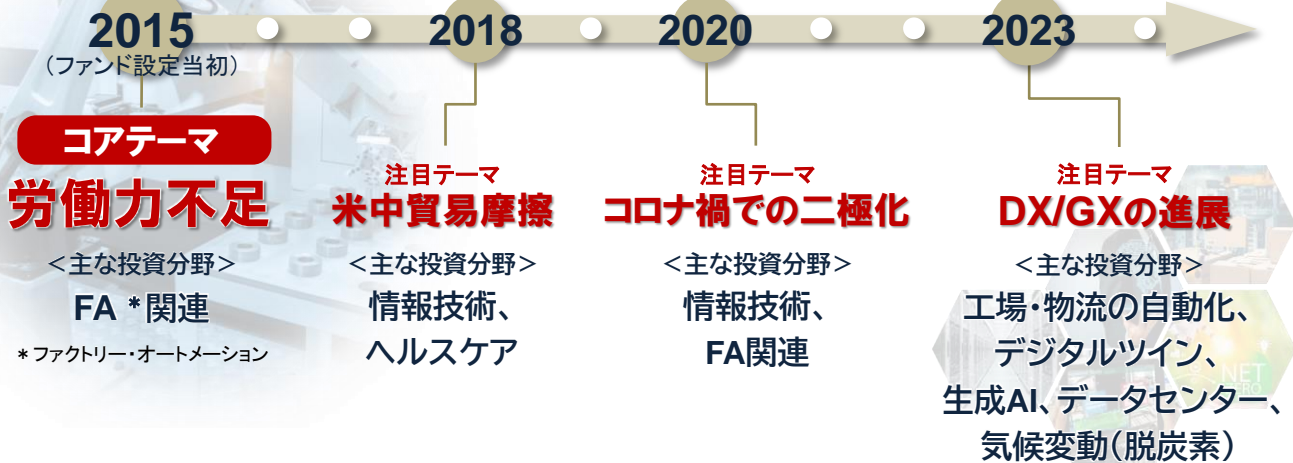 2015
(ファンド設定当初)
コアテーマ
労働力不足
<主な投資分野>
FA *関連
*ファクトリー・オートメーション
2018
注目テーマ
米中貿易摩擦
<主な投資分野>
情報技術、
ヘルスケア
2020
注目テーマ
コロナ禍での二極化
<主な投資分野>
情報技術、
FA関連
2023
注目テーマ
DX/GXの進展
<主な投資分野>
工場・物流の自動化、
デジタルツイン、
生成AI、データセンター、
気候変動(脱炭素)
NET
ZERO